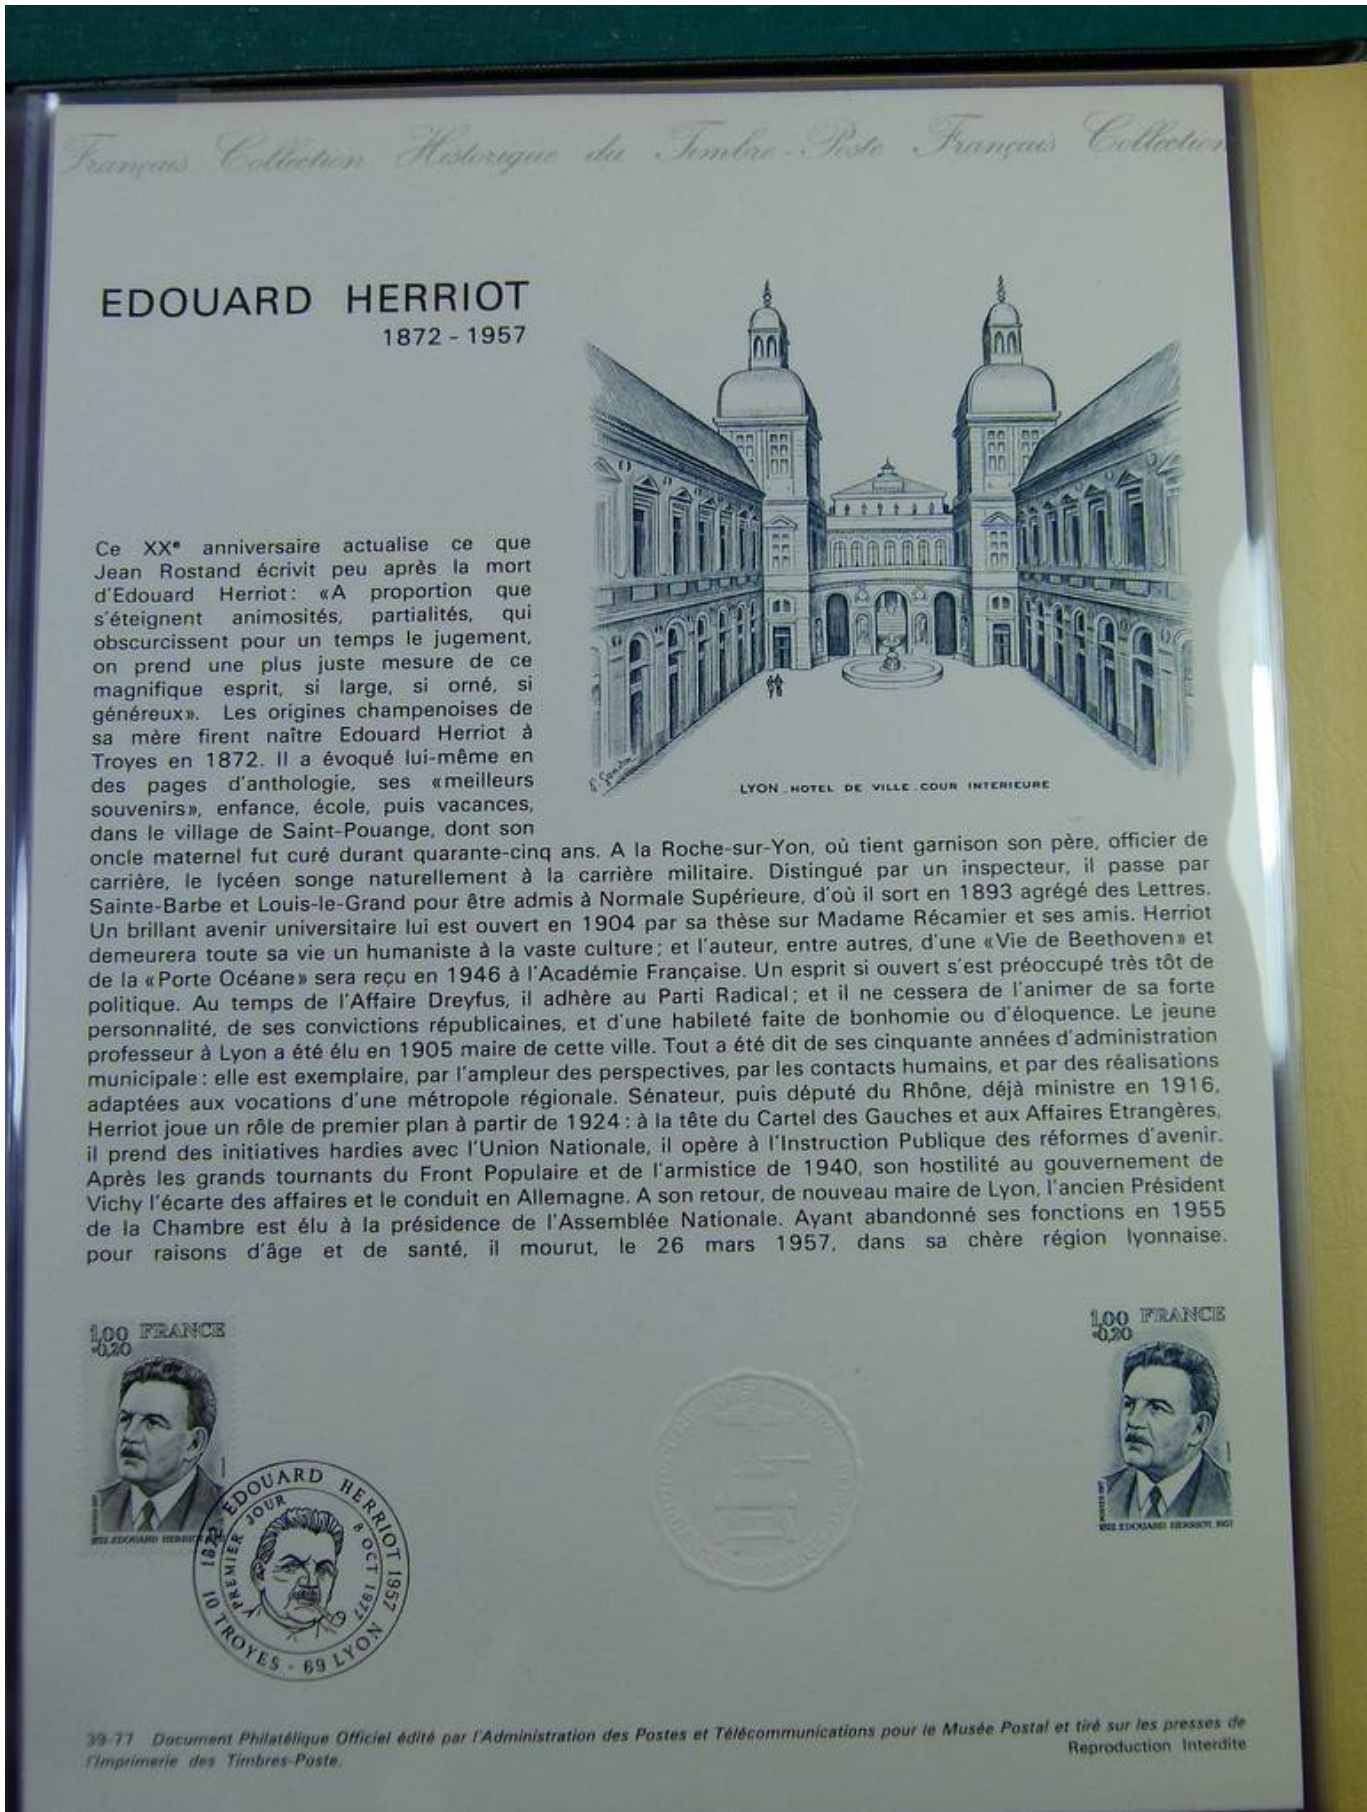 Français Collection Historique du Timbre-Poste Français Collection
EDOUARD HERRIOT
1872 - 1957
Ce XXe anniversaire actualise ce que
Jean Rostand écrivit peu après la mort
d'Edouard Herriot: «A proportion que
s'éteignent animosités, partialités, qui
obscurcissent pour un temps le jugement,
on prend une plus juste mesure de ce
magnifique esprit, si large, si orné, si
généreux». Les origines champenoises de
sa mère firent naître Edouard Herriot à
Troyes en 1872. Il a évoqué lui-même en
des pages d'anthologie, ses «meilleurs
souvenirs», enfance, école, puis vacances,
dans le village de Saint-Pouange, dont son
LYON . HOTEL DE VILLE . COUR INTERIEURE
oncle maternel fut curé durant quarante-cinq ans. A la Roche-sur-Yon, où tient garnison son père, officier de
carrière, le lycéen songe naturellement à la carrière militaire. Distingué par un inspecteur, il passe par
Sainte-Barbe et Louis-le-Grand pour être admis à Normale Supérieure, d'où il sort en 1893 agrégé des Lettres.
Un brillant avenir universitaire lui est ouvert en 1904 par sa thèse sur Madame Récamier et ses amis. Herriot
demeurera toute sa vie un humaniste à la vaste culture; et l'auteur, entre autres, d'une «Vie de Beethoven» et
de la «Porte Océane» sera reçu en 1946 à l'Académie Française. Un esprit si ouvert s'est préoccupé très tôt de
politique. Au temps de l'Affaire Dreyfus, il adhère au Parti Radical; et il ne cessera de l'animer de sa forte
personnalité, de ses convictions républicaines, et d'une habileté faite de bonhomie ou d'éloquence. Le jeune
professeur à Lyon a été élu en 1905 maire de cette ville. Tout a été dit de ses cinquante années d'administration
municipale : elle est exemplaire, par l'ampleur des perspectives, par les contacts humains, et par des réalisations
adaptées aux vocations d'une métropole régionale. Sénateur, puis député du Rhône, déjà ministre en 1916,
Herriot joue un rôle de premier plan à partir de 1924 : à la tête du Cartel des Gauches et aux Affaires Etrangères,
il prend des initiatives hardies avec l'Union Nationale, il opère à l'Instruction Publique des réformes d'avenir.
Après les grands tournants du Front Populaire et de l'armistice de 1940, son hostilité au gouvernement de
Vichy l'écarte des affaires et le conduit en Allemagne. A son retour, de nouveau maire de Lyon, l'ancien Président
de la Chambre est élu à la présidence de l'Assemblée Nationale. Ayant abandonné ses fonctions en 1955
pour raisons d'âge et de santé, il mourut, le 26 mars 1957, dans sa chère région lyonnaise.
1,00 FRANCE
+0,20
1872 EDOUARD HERRIOT
1,00 FRANCE
+0,20
1872 EDOUARD HERRIOT 1957
1872 EDOUARD HERRIOT 1957
PREMIER JOUR
8 OCT 1977
10 TROYES - 69 LYON
39-77 Document Philatélique Officiel édité par l'Administration des Postes et Télécommunications pour le Musée Postal et tiré sur les presses de
l'Imprimerie des Timbres-Poste.
Reproduction Interdite